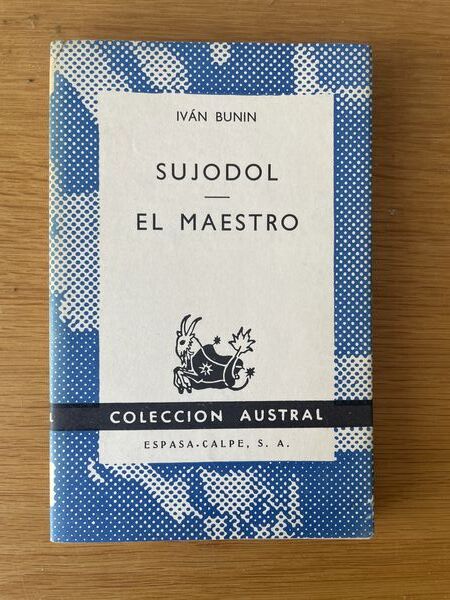 IVÁN BUNIN
SUJODOL
EL MAESTRO
COLECCION AUSTRAL
ESPASA-CALPE, S. A.